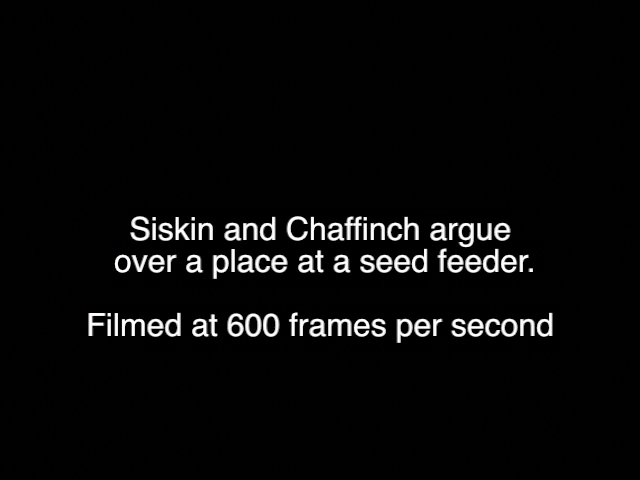 Siskin and Chaffinch argue
over a place at a seed feeder.
Filmed at 600 frames per second